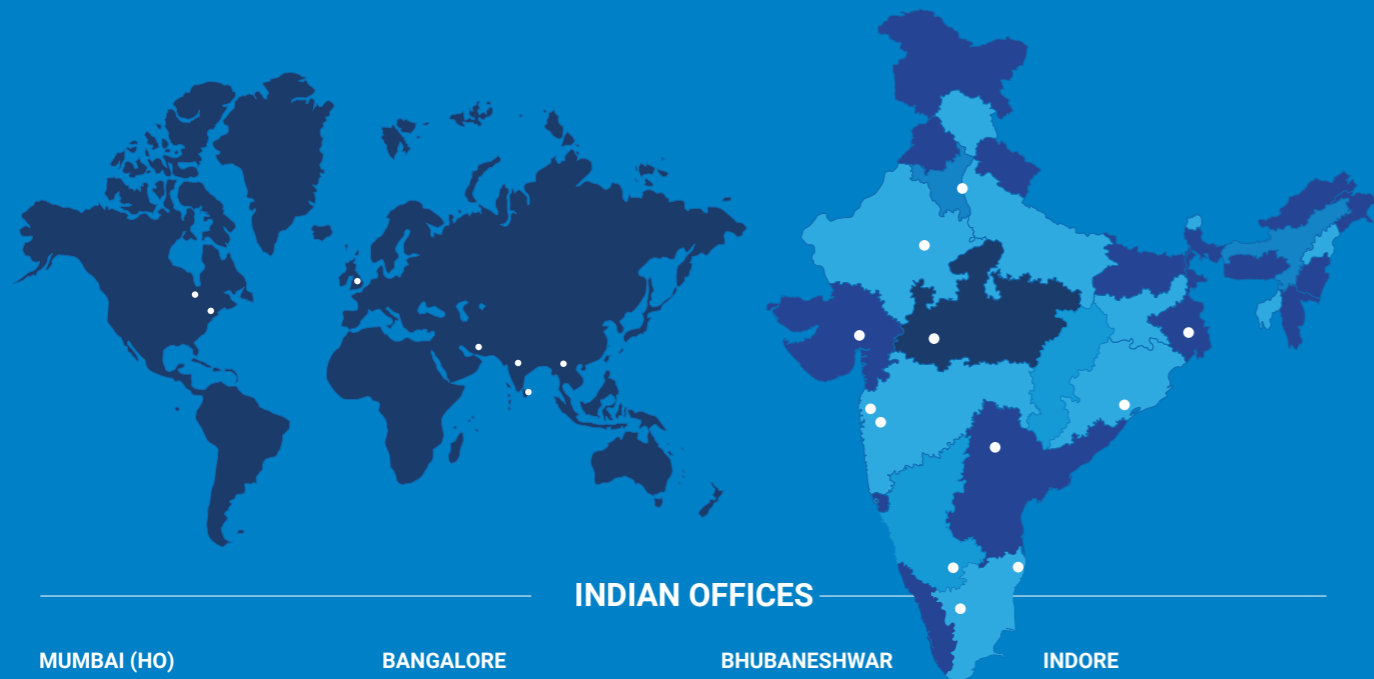 INDIAN OFFICES
MUMBAI (HO)
BANGALORE
BHUBANESHWAR
INDORE